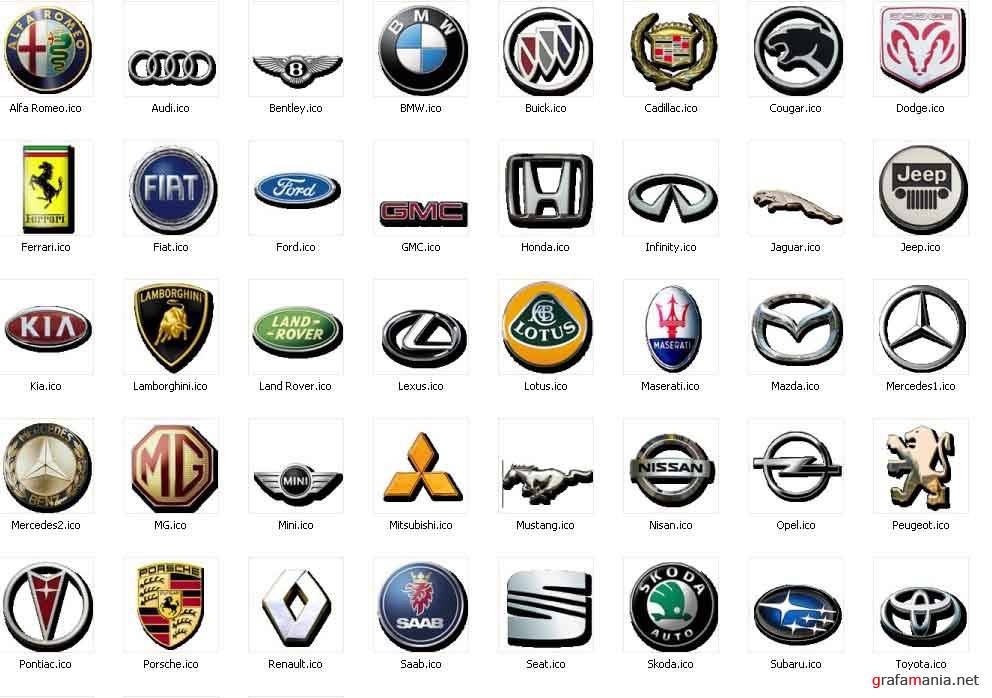 ALFA ROMEO
B
BMW
DODGE
Alfa Romeo.ico Audi.ico Bentley.ico BMW.ico Buick.ico Cadillac.ico Cougar.ico Dodge.ico
Ferrari
FIAT
Ford
GMC
Jeep
Ferrari.ico Fiat.ico Ford.ico GMC.ico Honda.ico Infinity.ico Jaguar.ico Jeep.ico
KIA
LAMBORGHINI
LAND-
-ROVER
LOTUS
MASERATI
Kia.ico Lamborghini.ico Land Rover.ico Lexus.ico Lotus.ico Maserati.ico Mazda.ico Mercedes1.ico
MERCEDES
BENZ
MG
MINI
NISSAN
Mercedes2.ico MG.ico Mini.ico Mitsubishi.ico Mustang.ico Nisan.ico Opel.ico Peugeot.ico
PORSCHE
SAAB
SKODA
AUTO
Pontiac.ico Porsche.ico Renault.ico Saab.ico Seat.ico Skoda.ico Subaru.ico Toyota.ico
grafamania.net